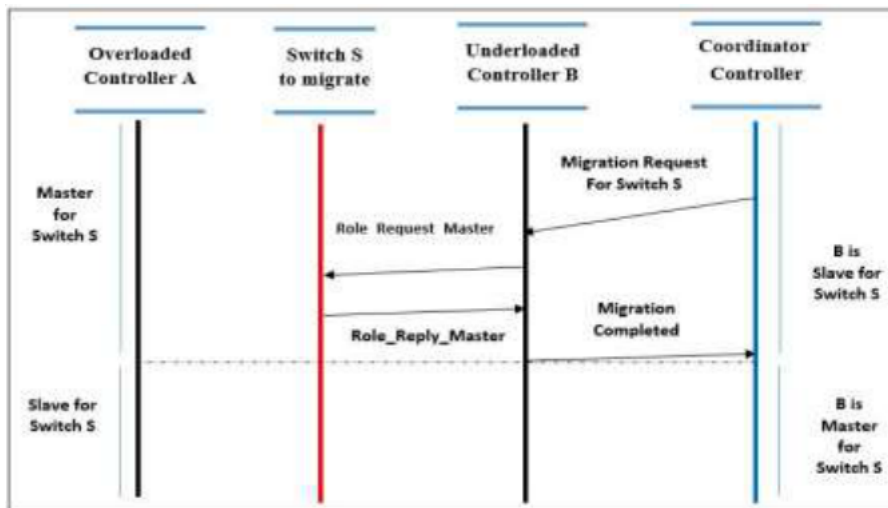 Overloaded
Controller A
Switch S
to migrate
Underloaded
Controller B
Coordinator
Controller
Master
for
Switch S
Migration Request
For Switch S
Role Request Master
B is
Slave for
Switch S
Role_Reply_Master
Migration
Completed
Slave for
Switch S
B is
Master
for
Switch S